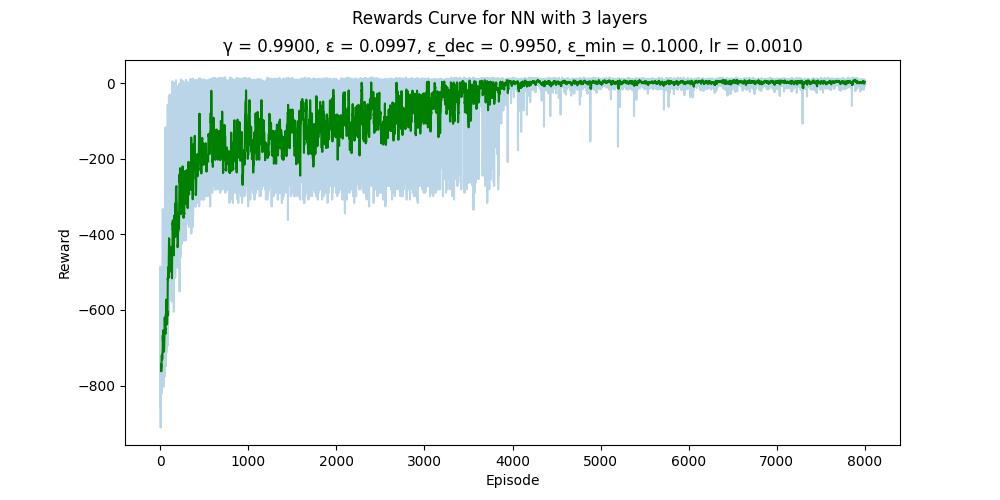 Rewards Curve for NN with 3 layers
γ = 0.9900, ε = 0.0997, ε_dec = 0.9950, ε_min = 0.1000, lr = 0.0010
0
−200
−400
−600
−800
Reward
0 1000 2000 3000 4000 5000 6000 7000 8000
Episode